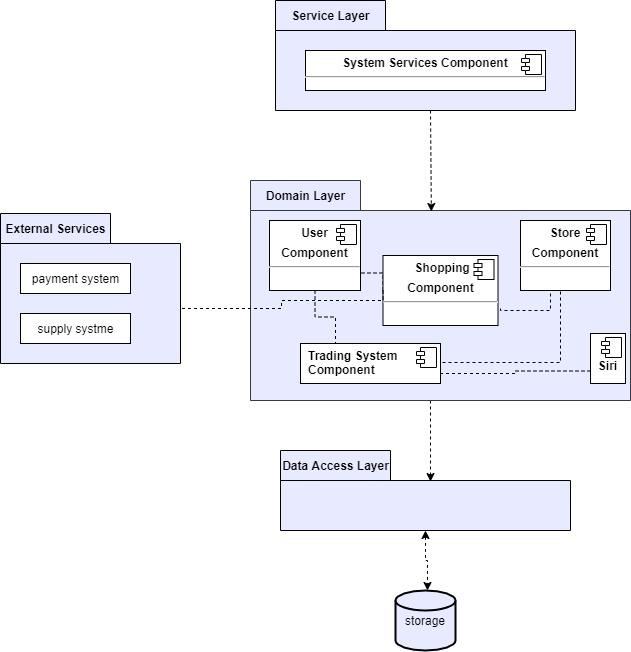 Service Layer
System Services Component
Domain Layer
External Services
payment system
supply systme
User
Component
Shopping
Component
Store
Component
Trading System
Component
Siri
Data Access Layer
storage